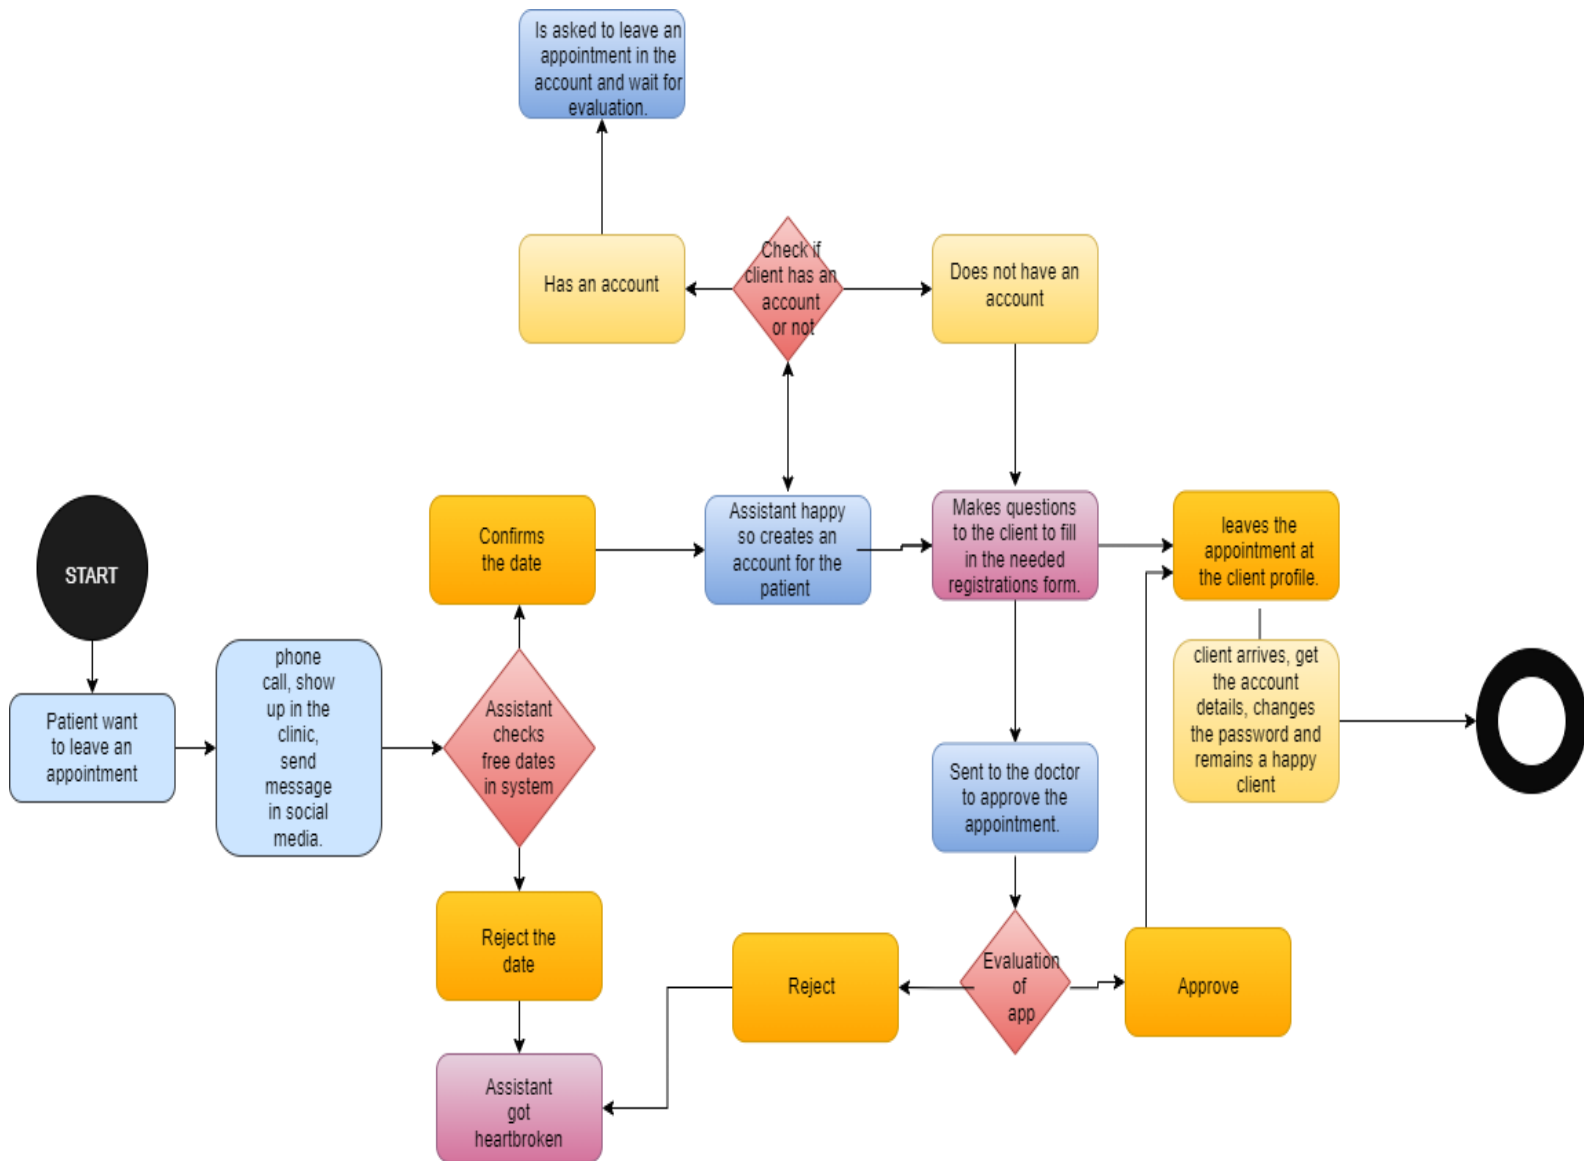 Is asked to leave an
appointment in the
account and wait for
evaluation.
Has an account
Check if
client has an
account
or not
Does not have an
account
START
Confirms
the date
Assistant happy
so creates an
account for the
patient
Makes questions
to the client to fill
in the needed
registrations form.
leaves the
appointment at
the client profile.
Patient want
to leave an
appointment
phone
call, show
up in the
clinic,
send
message
in social
media.
Assistant
checks
free dates
in system
client arrives, get
the account
details, changes
the password and
remains a happy
client
Sent to the doctor
to approve the
appointment.
Reject the
date
Reject
Evaluation
of
app
Approve
Assistant
got
heartbroken